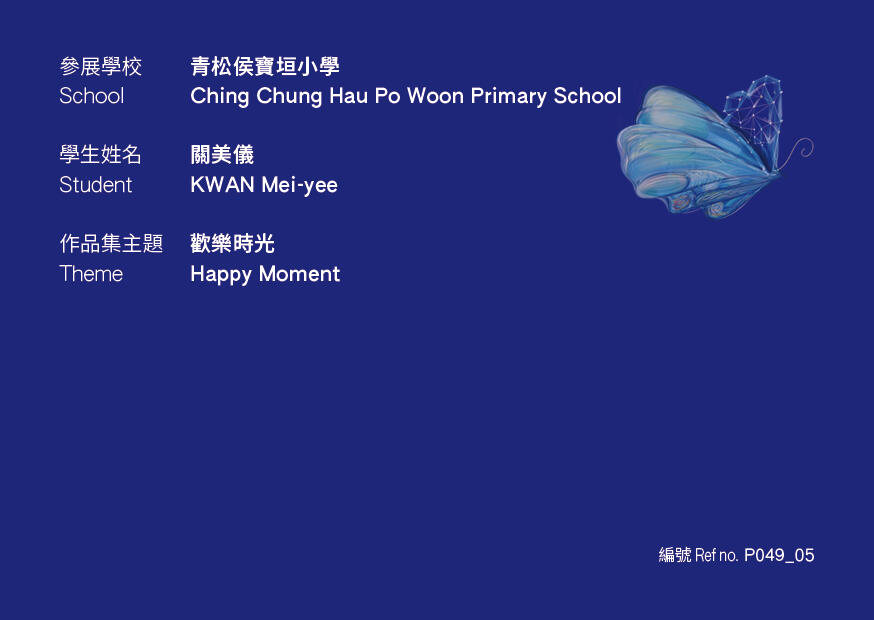 參展學校 青松侯寶垣小學
School Ching Chung Hau Po Woon Primary School
學生姓名 關美儀
Student KWAN Mei-yee
作品集主題 歡樂時光
Theme Happy Moment
編號 Ref no. P049_05